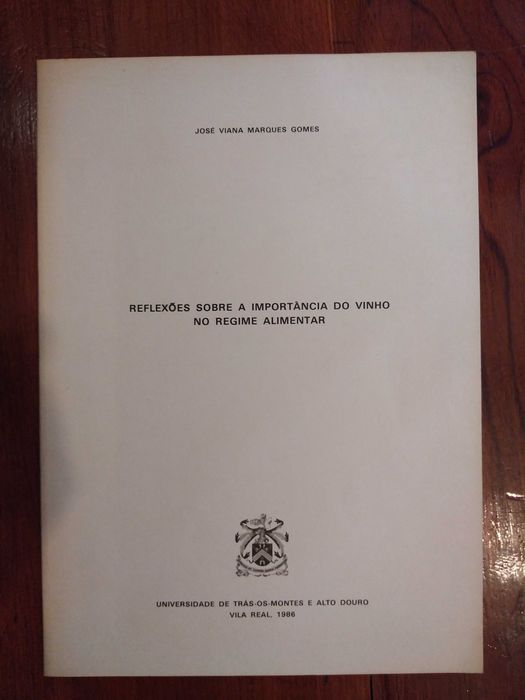 JOSÉ VIANA MARQUES GOMES
REFLEXÕES SOBRE A IMPORTÂNCIA DO VINHO
NO REGIME ALIMENTAR
UNIVERSIDADE DE TRÁS-OS-MONTES E ALTO DOURO
VILA REAL, 1986